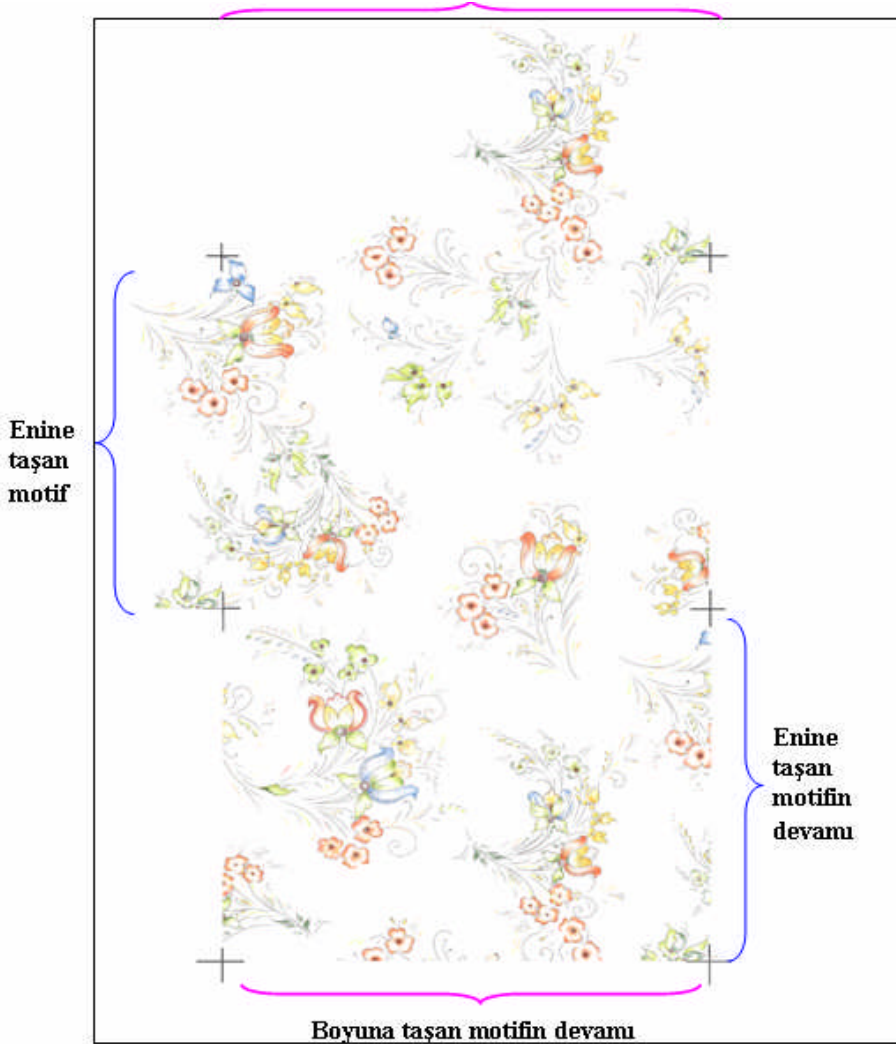 Enine
taşan
motif
Enine
taşan
motifin
devamı
Boyuna taşan motifin devamı